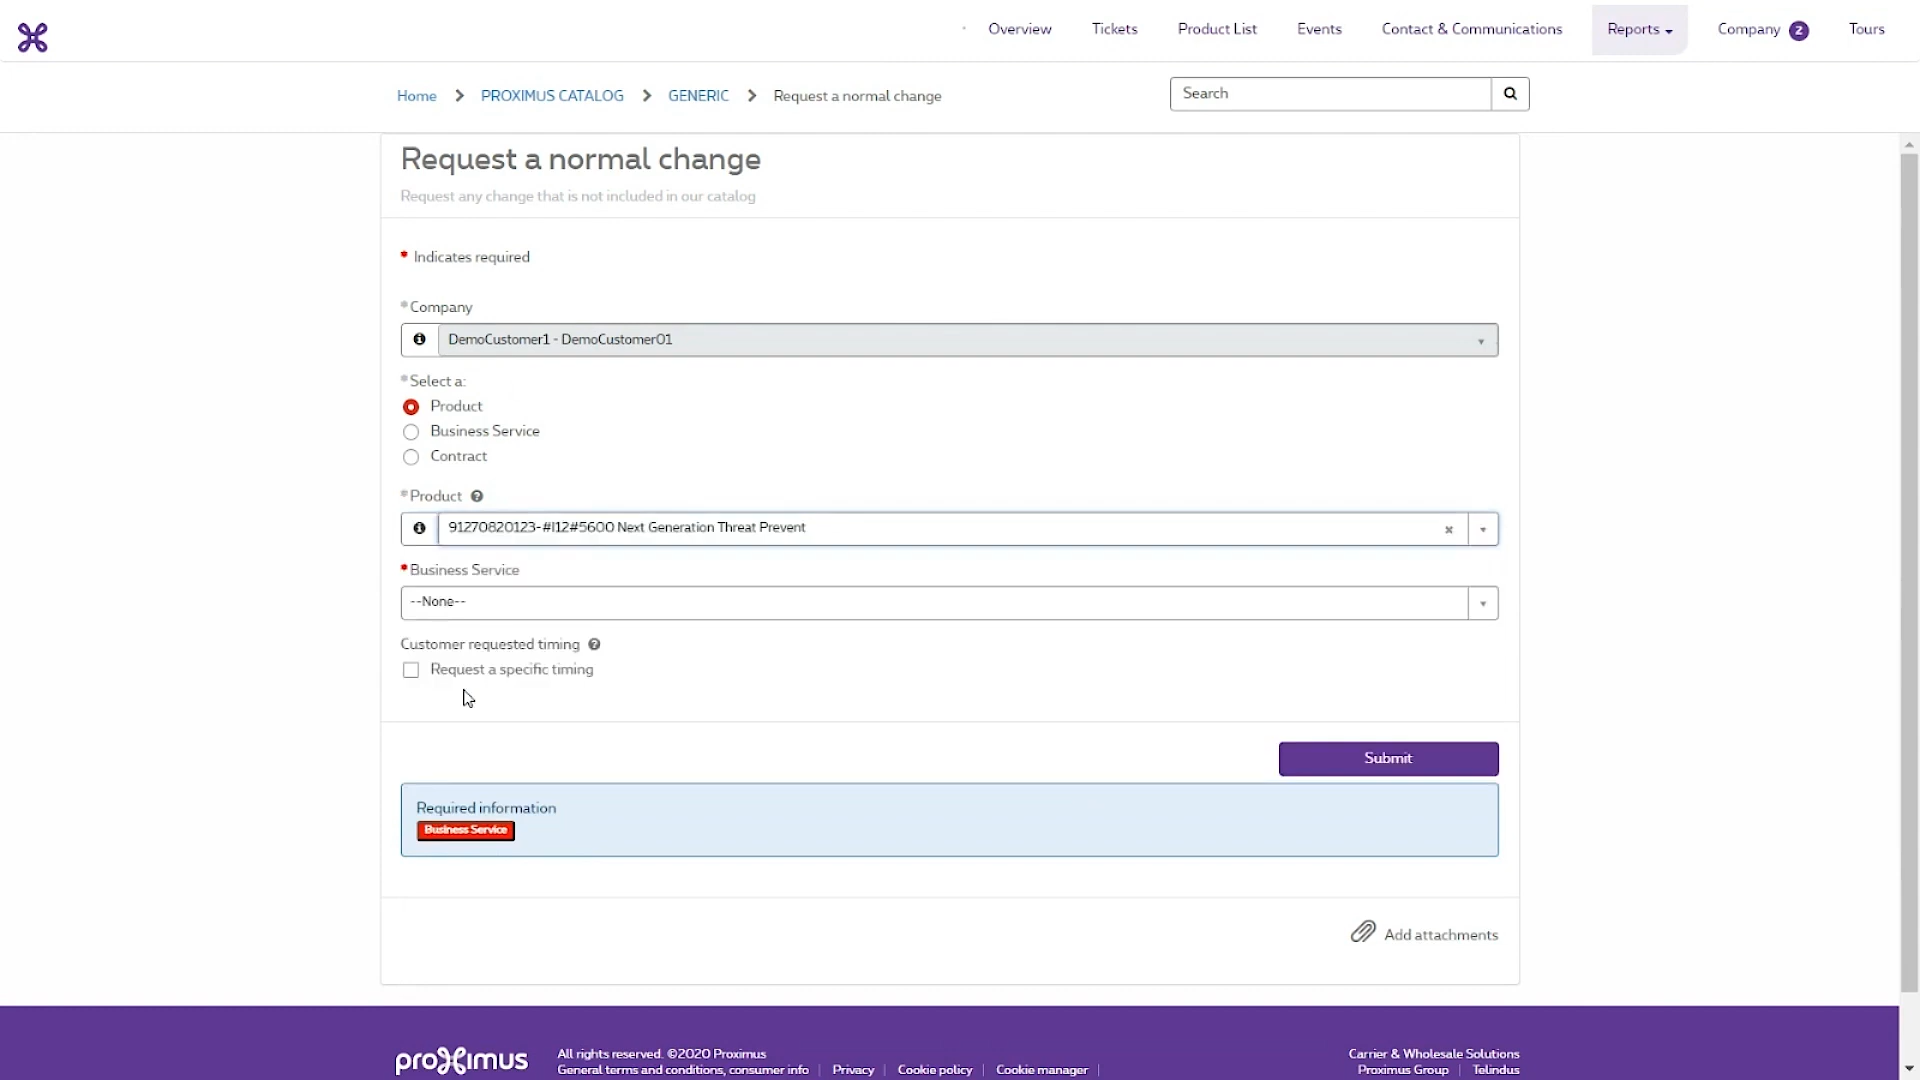 Overview Tickets Product List Events Contact & Communications Reports Company 2 Tours
Home PROXIMUS CATALOG GENERIC Request a normal change Search
Request a normal change
Request any change that is not included in our catalog
* Indicates required
*Company
DemoCustomer1 - DemoCustomer01
*Select a:
Product
Business Service
Contract
*Product
91270820123-#I12#5600 Next Generation Threat Prevent
*Business Service
--None--
Customer requested timing
Request a specific timing
Submit
Required information
Business Service
Add attachments
proximus
All rights reserved. ©2020 Proximus
General terms and conditions, consumer info | Privacy | Cookie policy | Cookie manager |
Carrier & Wholesale Solutions
Proximus Group | Telindus